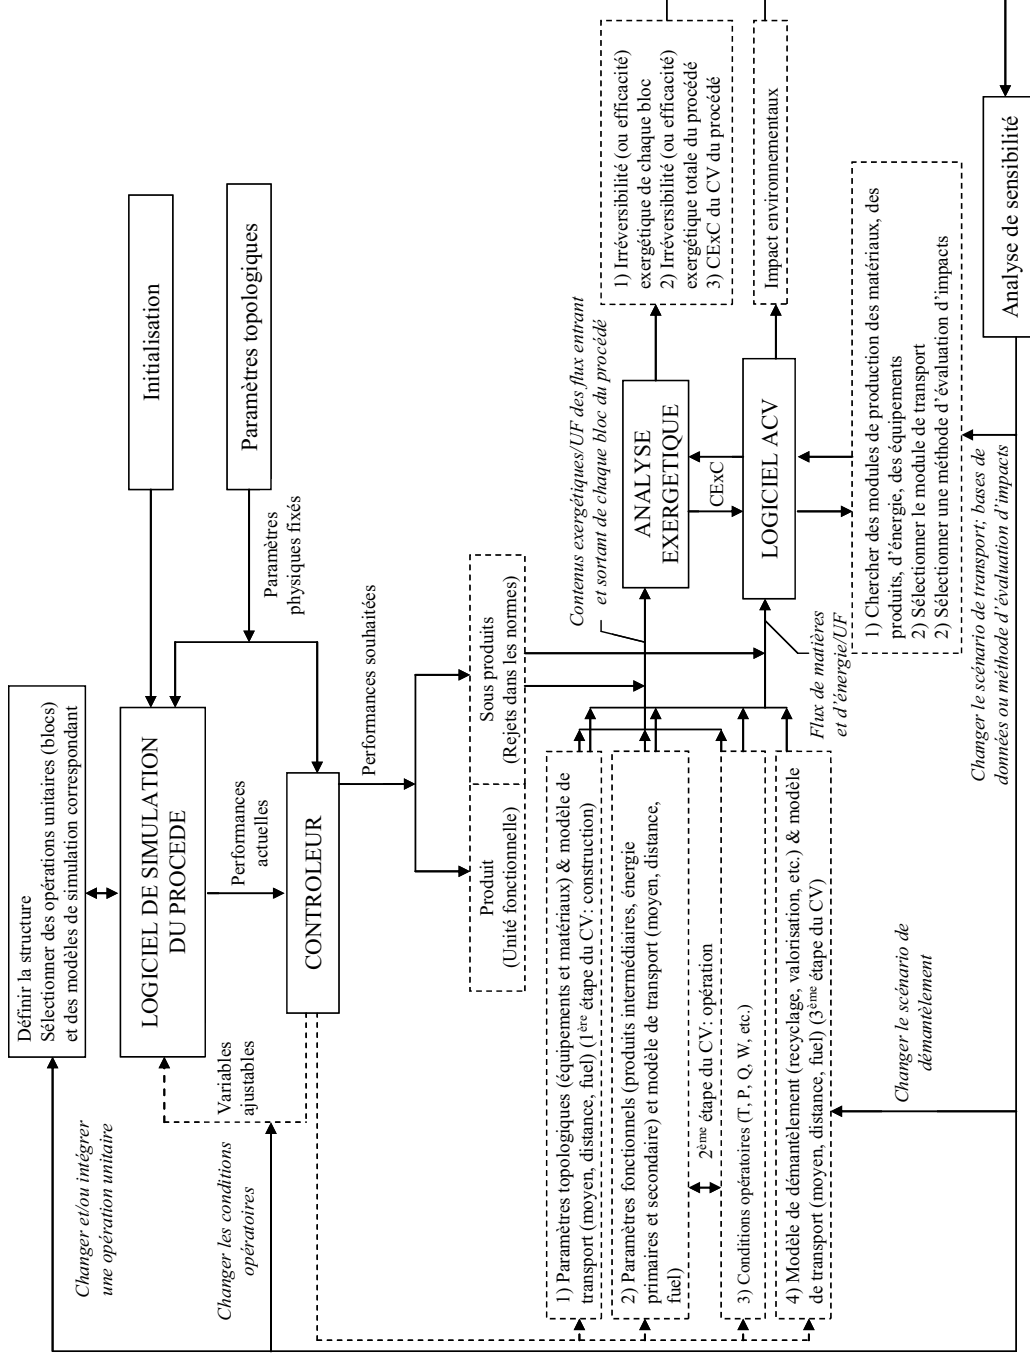 Définir la structure
Sélectionner des opérations unitaires (blocs)
et des modèles de simulation correspondant
Changer et/ou intégrer
une opération unitaire
LOGICIEL DE SIMULATION
DU PROCEDE
Initialisation
Paramètres topologiques
Changer les conditions
opératoires
Variables
ajustables
Performances
actuelles
Paramètres
physiques fixés
CONTROLEUR
Performances souhaitées
Produit
(Unité fonctionnelle)
Sous produits
(Rejets dans les normes)
1) Paramètres topologiques (équipements et matériaux) & modèle de
transport (moyen, distance, fuel) (1ère étape du CV: construction)
2) Paramètres fonctionnels (produits intermédiaires, énergie
primaires et secondaire) et modèle de transport (moyen, distance,
fuel)
2ème étape du CV: opération
3) Conditions opératoires (T, P, Q, W, etc.)
4) Modèle de démantèlement (recyclage, valorisation, etc.) & modèle
de transport (moyen, distance, fuel) (3ème étape du CV)
Contenus exergétiques/UF des flux entrant
et sortant de chaque bloc du procédé
ANALYSE
EXERGETIQUE
1) Irréversibilité (ou efficacité)
exergétique de chaque bloc
2) Irréversibilité (ou efficacité)
exergétique totale du procédé
3) CExC du CV du procédé
CExC
LOGICIEL ACV
Impact environnementaux
Flux de matières
et d'énergie/UF
1) Chercher des modules de production des matériaux, des
produits, d'énergie, des équipements
2) Sélectionner le module de transport
2) Sélectionner une méthode d'évaluation d'impacts
Changer le scénario de
démantèlement
Changer le scénario de transport; bases de
données ou méthode d'évaluation d'impacts
Analyse de sensibilité